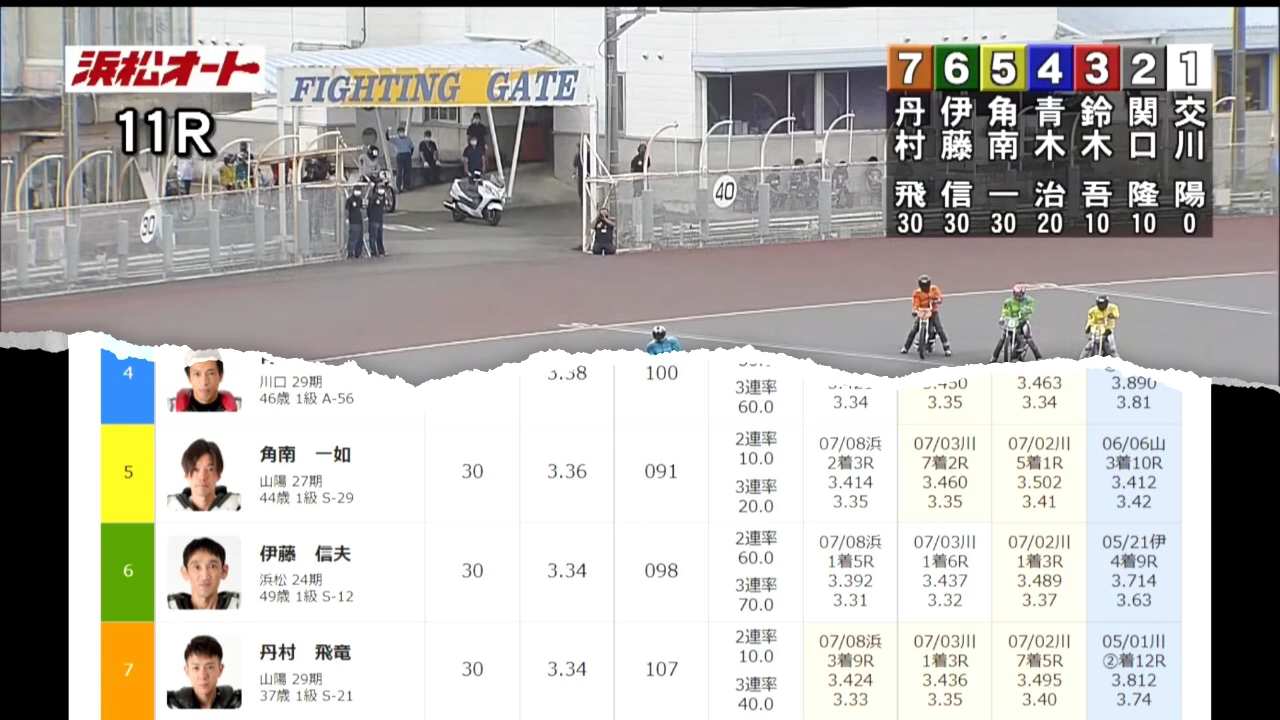 浜松オート
FIGHTING GATE
11R
7 6 5 4 3 2 1
丹村 伊藤 角南 青木 鈴木 関口 交川
飛 信 一 治 吾 隆 陽
30 30 30 20 10 10 0
30
40
4
川口 29期
46歳 1級 A-56
3.38
100
3連率
60.0
3.34
3.35
3.463
3.34
3.890
3.81
5
角南 一如
山陽 27期
44歳 1級 S-29
30
3.36
091
2連率
10.0
3連率
20.0
07/08浜
2着3R
3.414
3.35
07/03川
7着2R
3.460
3.35
07/02川
5着1R
3.502
3.41
06/06山
3着10R
3.412
3.42
6
伊藤 信夫
浜松 24期
49歳 1級 S-12
30
3.34
098
2連率
60.0
3連率
70.0
07/08浜
1着5R
3.392
3.31
07/03川
1着6R
3.437
3.32
07/02川
1着3R
3.489
3.37
05/21伊
4着9R
3.714
3.63
7
丹村 飛竜
山陽 29期
37歳 1級 S-21
30
3.34
107
2連率
10.0
3連率
40.0
07/08浜
3着9R
3.424
3.33
07/03川
1着3R
3.436
3.35
07/02川
7着5R
3.495
3.40
05/01川
②着12R
3.812
3.74